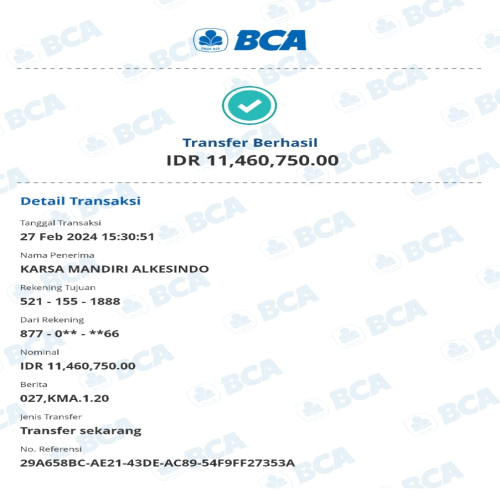 BCA
Transfer Berhasil
IDR 11,460,750.00
Detail Transaksi
Tanggal Transaksi
27 Feb 2024 15:30:51
Nama Penerima
KARSA MANDIRI ALKESINDO
Rekening Tujuan
521 - 155 - 1888
Dari Rekening
877 - 0** - **66
Nominal
IDR 11,460,750.00
Berita
027,KMA.1.20
Jenis Transfer
Transfer sekarang
No. Referensi
29A658BC-AE21-43DE-AC89-54F9FF27353A